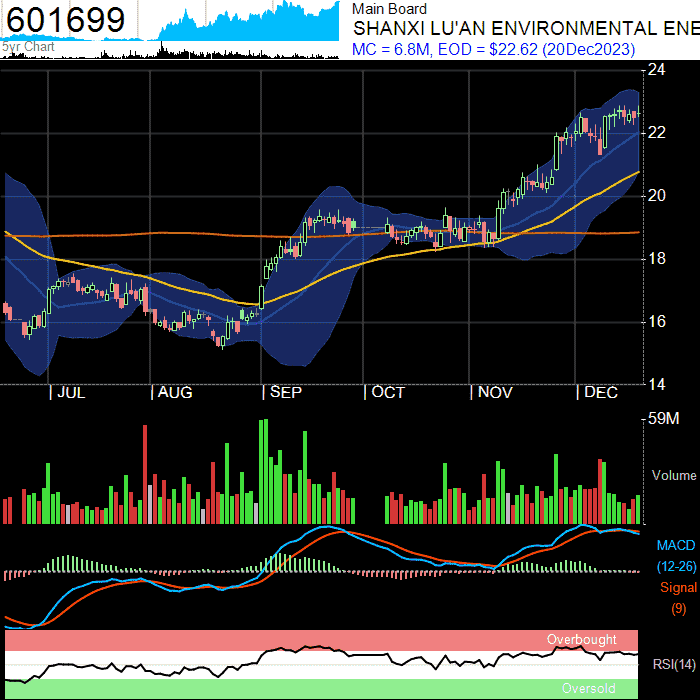 601699
5yr Chart
Main Board
SHANXI LU'AN ENVIRONMENTAL ENE
MC = 6.8M, EOD = $22.62 (20Dec2023)
24
22
20
18
16
14
| JUL | AUG | SEP | OCT | NOV | DEC
59M
Volume
MACD
(12-26)
Signal
(9)
Overbought
RSI(14)
Oversold